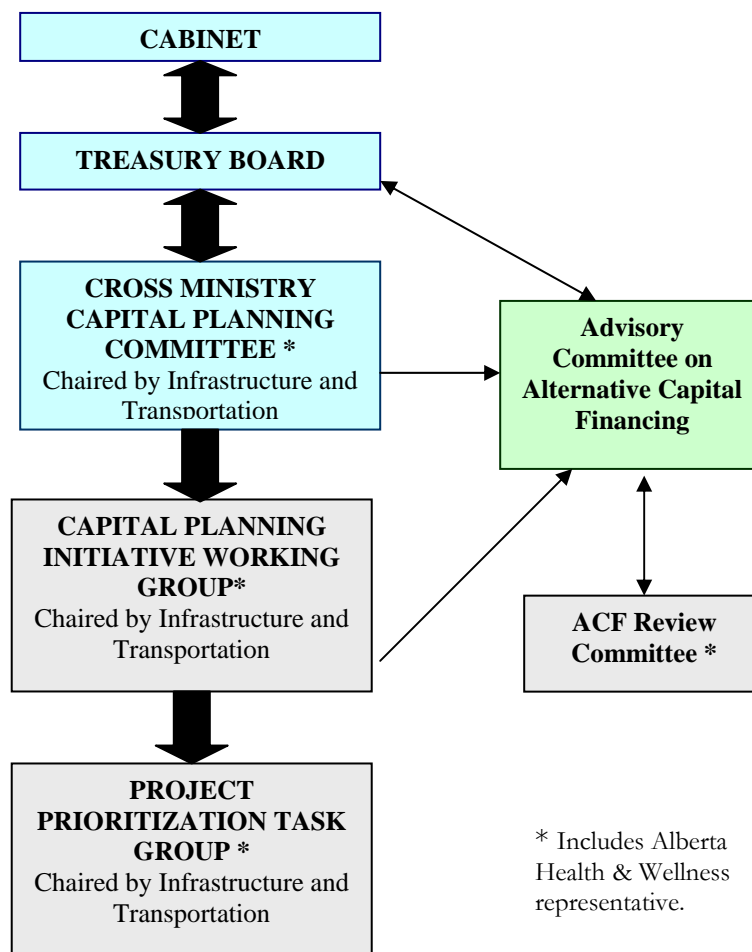 CABINET
TREASURY BOARD
CROSS MINISTRY
CAPITAL PLANNING
COMMITTEE *
Chaired by Infrastructure and
Transportation
Advisory
Committee on
Alternative Capital
Financing
CAPITAL PLANNING
INITIATIVE WORKING
GROUP*
Chaired by Infrastructure and
Transportation
ACF Review
Committee *
PROJECT
PRIORITIZATION TASK
GROUP *
Chaired by Infrastructure and
Transportation
* Includes Alberta
Health & Wellness
representative.